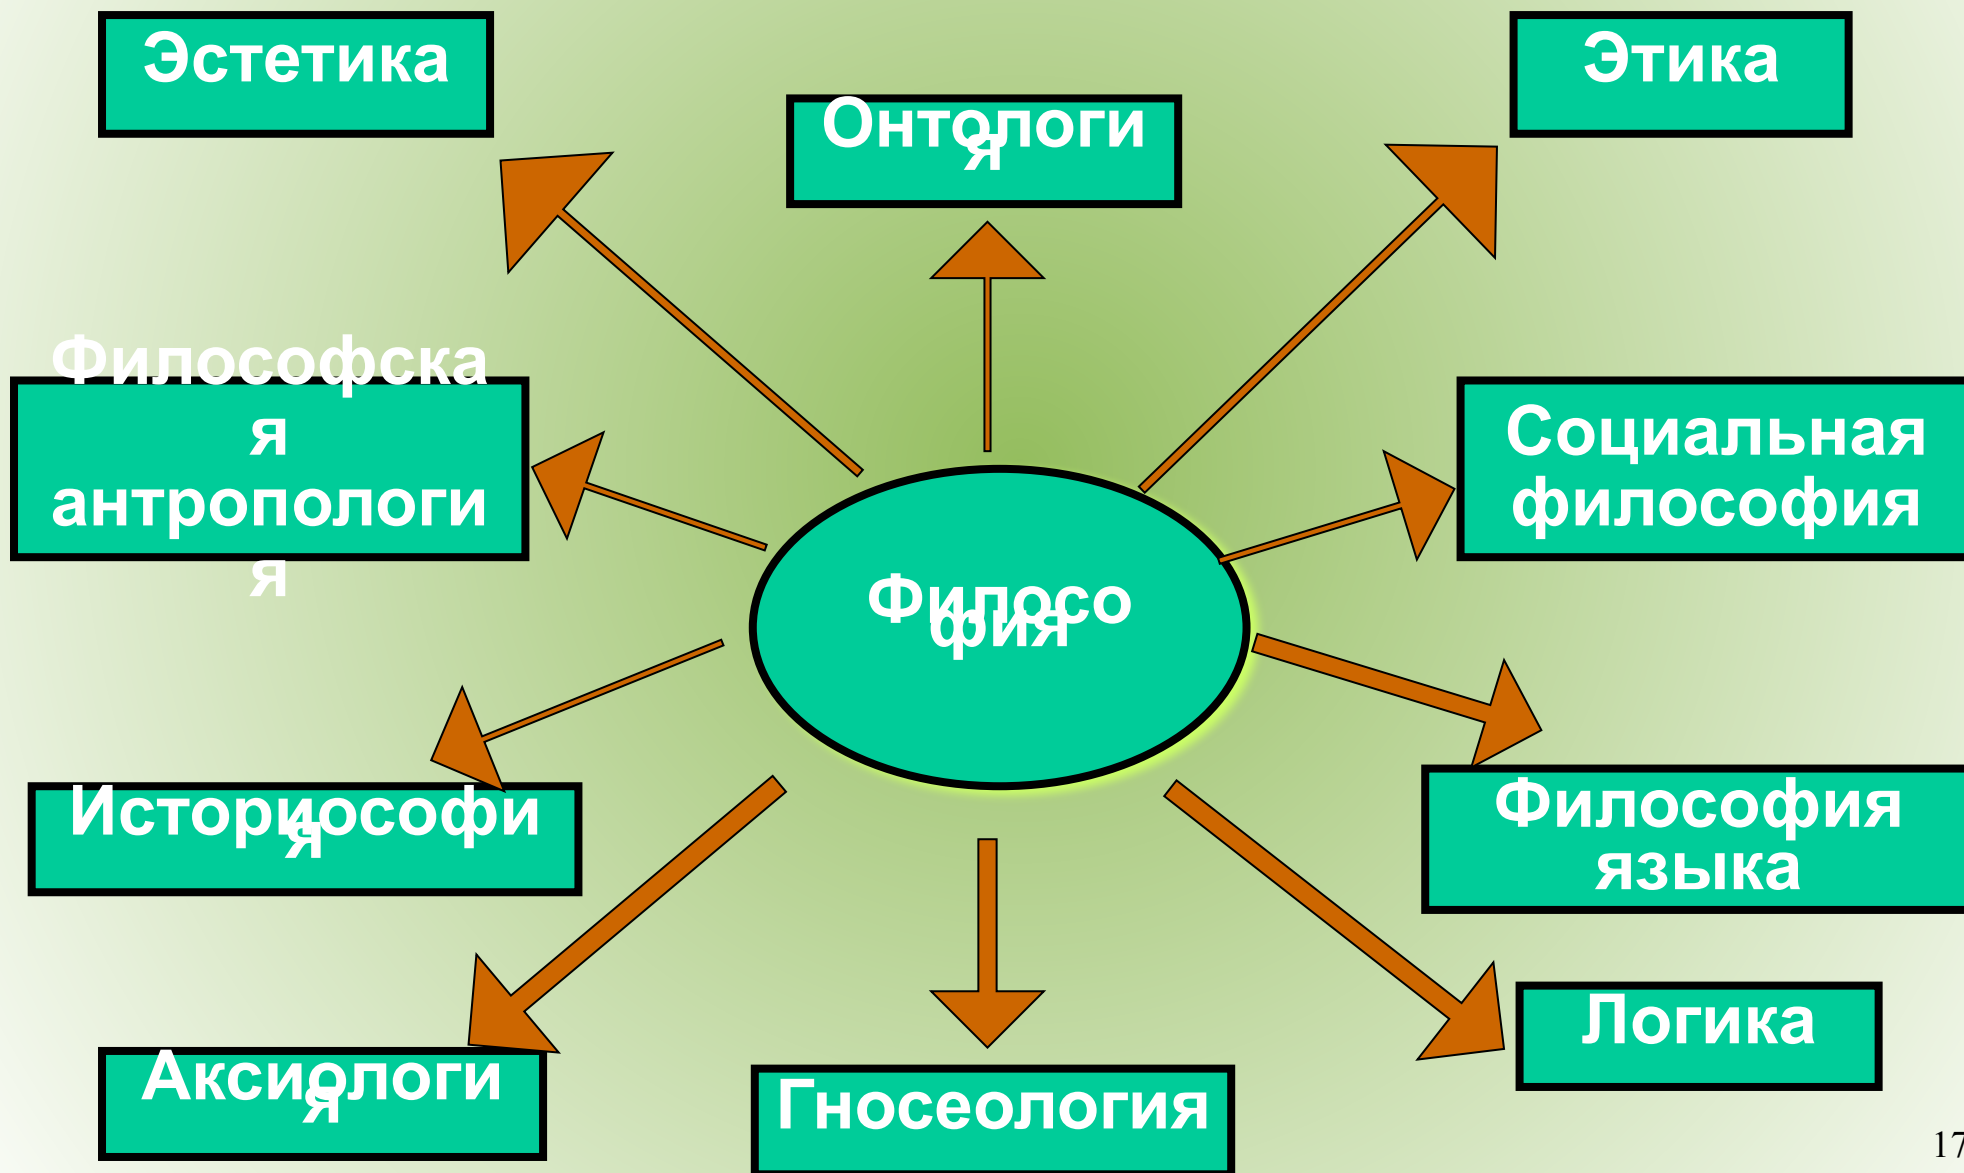 Эстетика
Этика
Онтологи
я
Философска
я
антропологи
я
Социальная
философия
Филосо
фия
Историософи
я
Философия
языка
Логика
Аксиологи
я
Гносеология
17